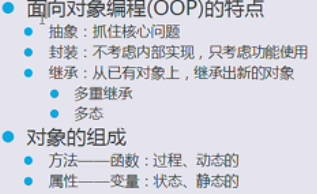 面向对象编程(OOP)的特点
抽象：抓住核心问题
封装：不考虑内部实现，只考虑功能使用
继承：从已有对象上，继承出新的对象
多重继承
多态
对象的组成
方法——函数：过程、动态的
属性——变量：状态、静态的